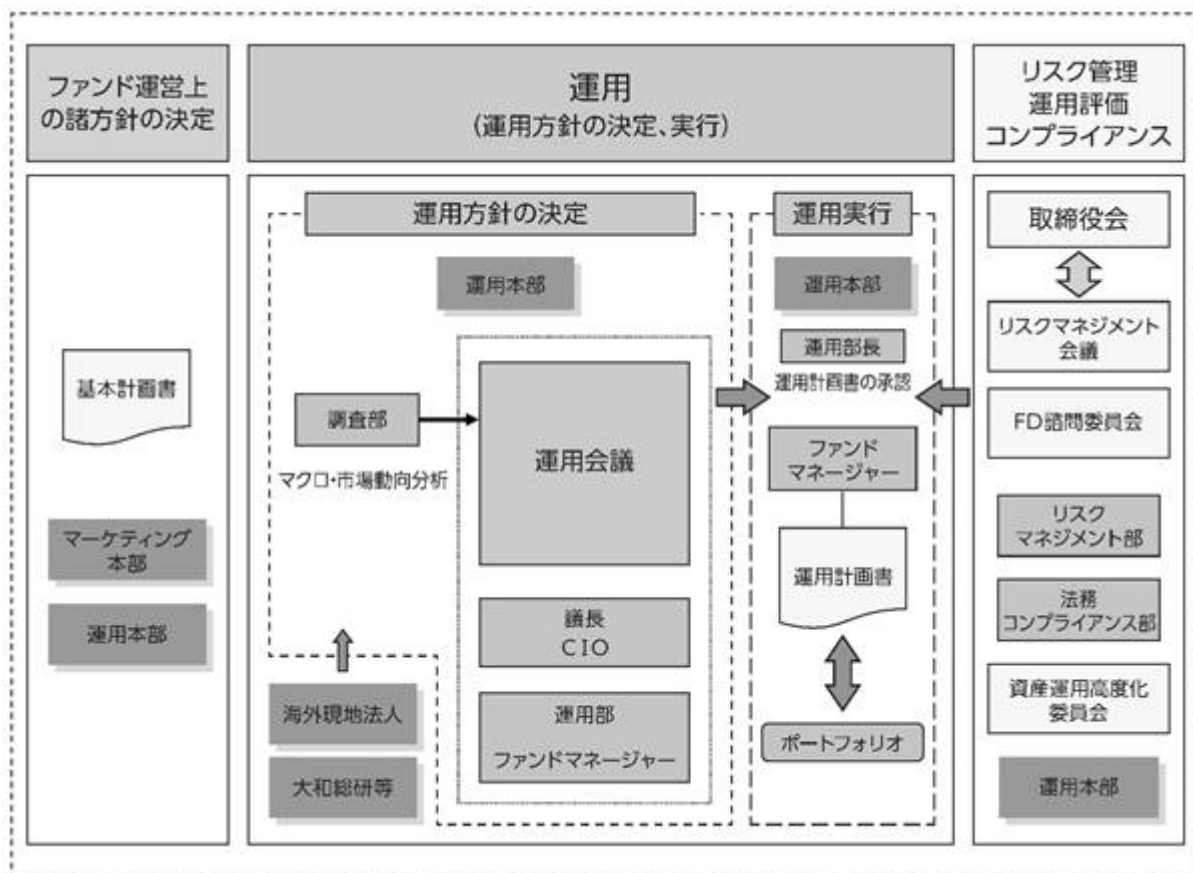 ファンド運営上
の諸方針の決定
運用
(運用方針の決定、実行)
リスク管理
運用評価
コンプライアンス
基本計画書
マーケティング
本部
運用本部
運用方針の決定
運用本部
調査部
マクロ・市場動向分析
運用会議
議長
CIO
運用部
ファンドマネージャー
海外現地法人
大和総研等
運用実行
運用本部
運用部長
運用計画書の承認
ファンド
マネージャー
運用計画書
ポートフォリオ
取締役会
リスクマネジメント
会議
FD諮問委員会
リスク
マネジメント部
法務
コンプライアンス部
資産運用高度化
委員会
運用本部